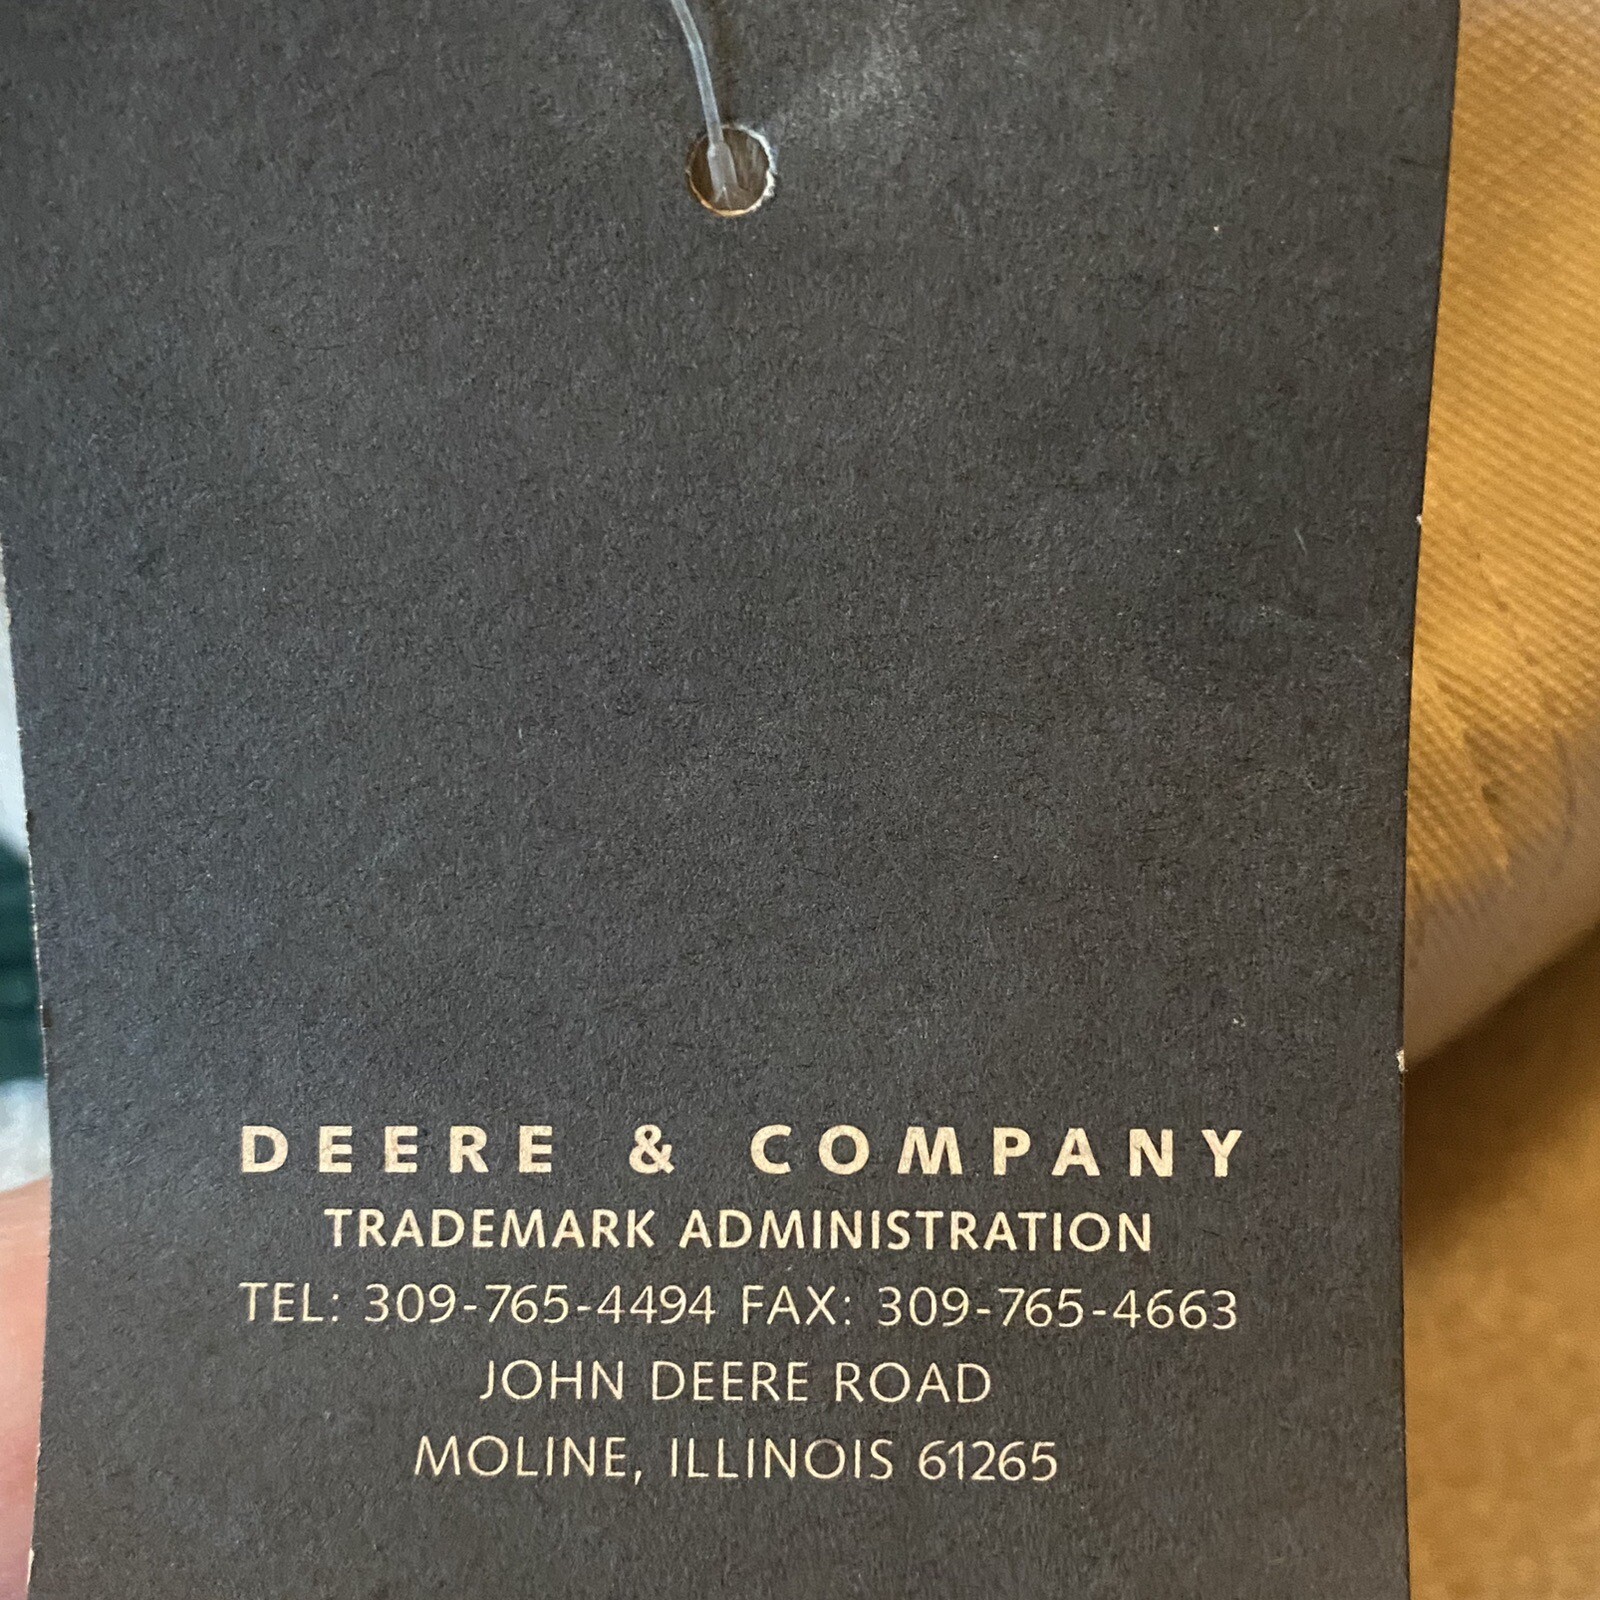 DEERE & COMPANY
TRADEMARK ADMINISTRATION
TEL: 309-765-4494 FAX: 309-765-4663
JOHN DEERE ROAD
MOLINE, ILLINOIS 61265